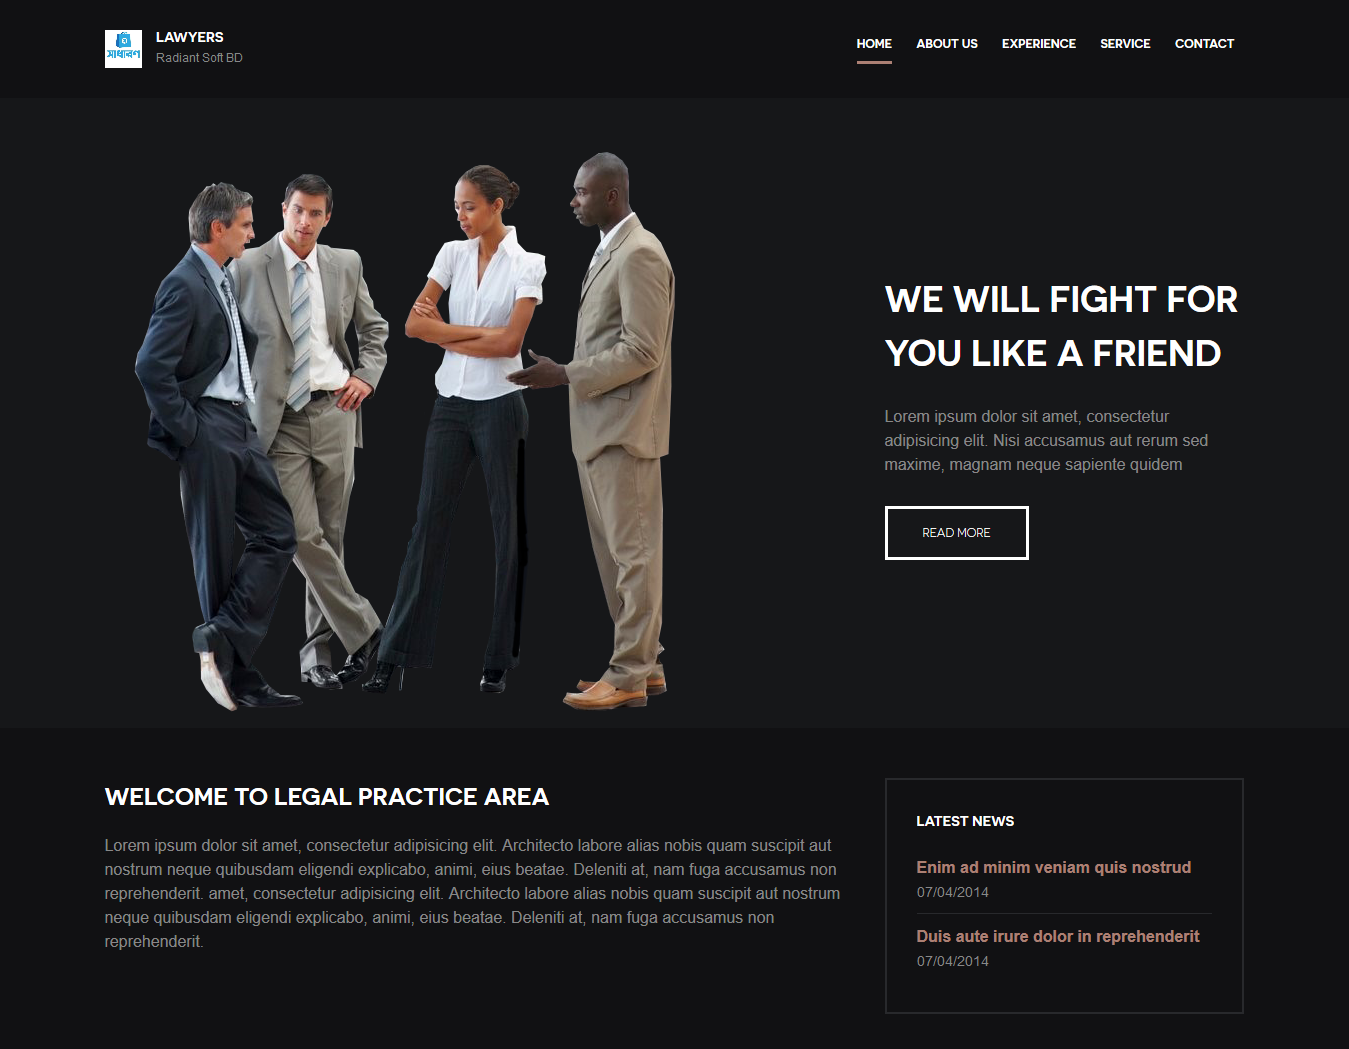 সাধারণ
LAWYERS
Radiant Soft BD
HOME ABOUT US EXPERIENCE SERVICE CONTACT
WE WILL FIGHT FOR
YOU LIKE A FRIEND
Lorem ipsum dolor sit amet, consectetur
adipisicing elit. Nisi accusamus aut rerum sed
maxime, magnam neque sapiente quidem
READ MORE
WELCOME TO LEGAL PRACTICE AREA
Lorem ipsum dolor sit amet, consectetur adipisicing elit. Architecto labore alias nobis quam suscipit aut
nostrum neque quibusdam eligendi explicabo, animi, eius beatae. Deleniti at, nam fuga accusamus non
reprehenderit. amet, consectetur adipisicing elit. Architecto labore alias nobis quam suscipit aut nostrum
neque quibusdam eligendi explicabo, animi, eius beatae. Deleniti at, nam fuga accusamus non
reprehenderit.
LATEST NEWS
Enim ad minim veniam quis nostrud
07/04/2014
Duis aute irure dolor in reprehenderit
07/04/2014